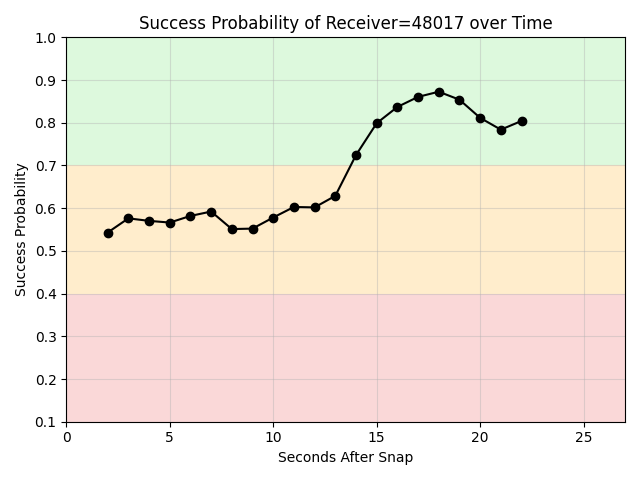 Success Probability of Receiver=48017 over Time
1.0
0.9
0.8
0.7
0.6
0.5
0.4
0.3
0.2
0.1
Success Probability
0 5 10 15 20 25
Seconds After Snap